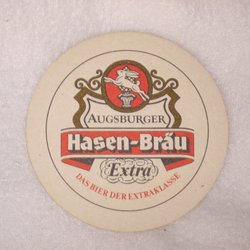 AUGSBURGER
Hasen-Bräu
Extra
DAS BIER DER EXTRAKLASSE